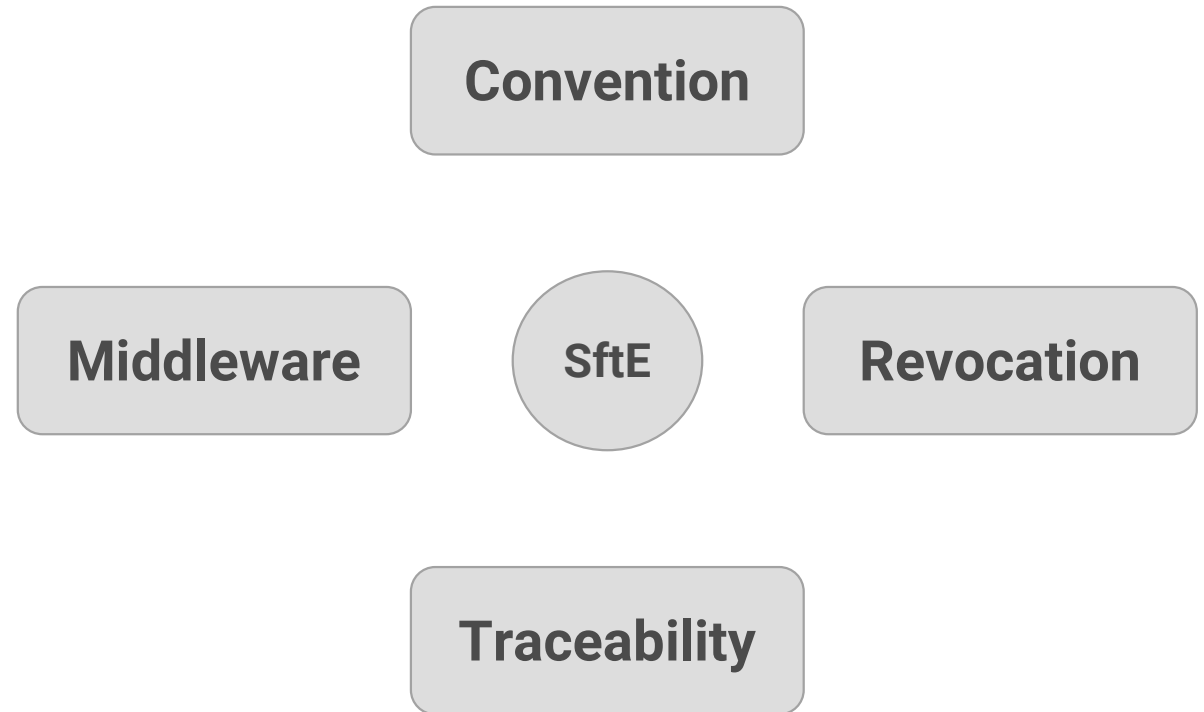 Convention
Middleware
SftE
Revocation
Traceability